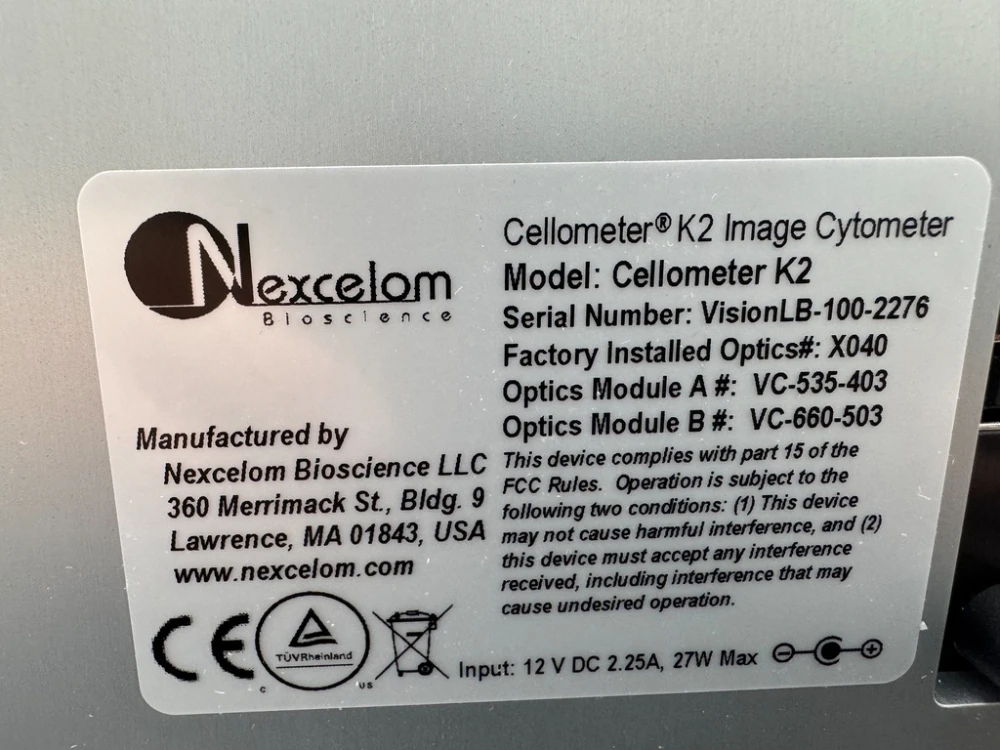 Nexcelom
Bioscience
Cellometer® K2 Image Cytometer
Model: Cellometer K2
Serial Number: VisionLB-100-2276
Factory Installed Optics#: X040
Optics Module A #: VC-535-403
Optics Module B #: VC-660-503
This device complies with part 15 of the
FCC Rules. Operation is subject to the
following two conditions: (1) This device
may not cause harmful interference, and (2)
this device must accept any interference
received, including interference that may
cause undesired operation.
Manufactured by
Nexcelom Bioscience LLC
360 Merrimack St., Bldg. 9
Lawrence, MA 01843, USA
www.nexcelom.com
CE
TÜVRheinland
C US
Input: 12 V DC 2.25A, 27W Max